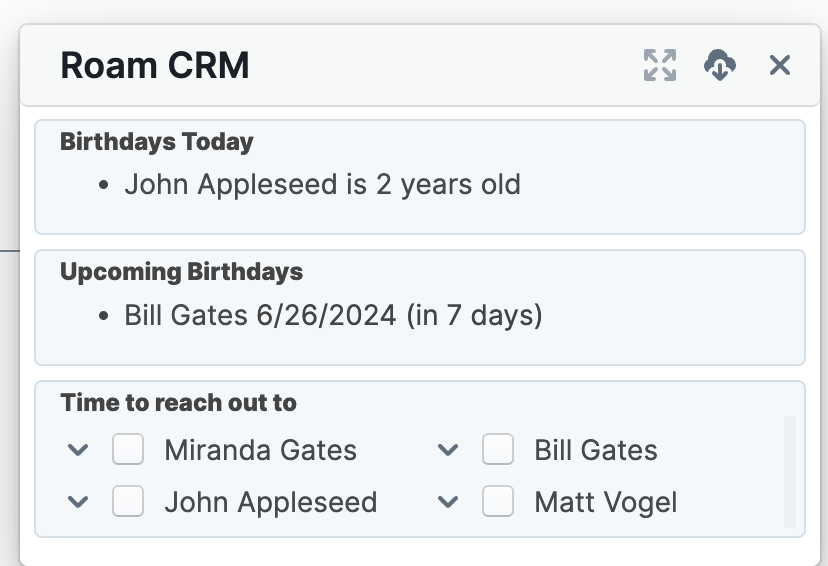 Roam CRM
Birthdays Today
• John Appleseed is 2 years old
Upcoming Birthdays
• Bill Gates 6/26/2024 (in 7 days)
Time to reach out to
Miranda Gates Bill Gates
John Appleseed Matt Vogel